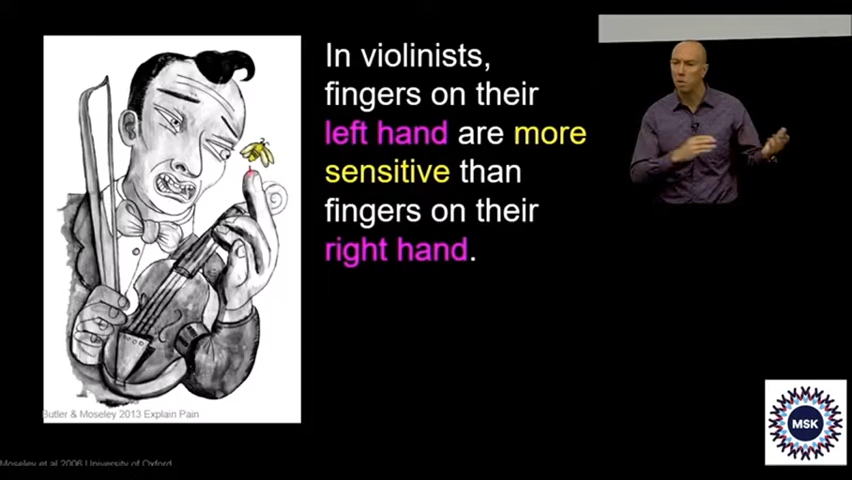 In violinists,
fingers on their
left hand are more
sensitive than
fingers on their
right hand.
Butler & Moseley 2013 Explain Pain
MSK
Moseley et al 2006 University of Oxford